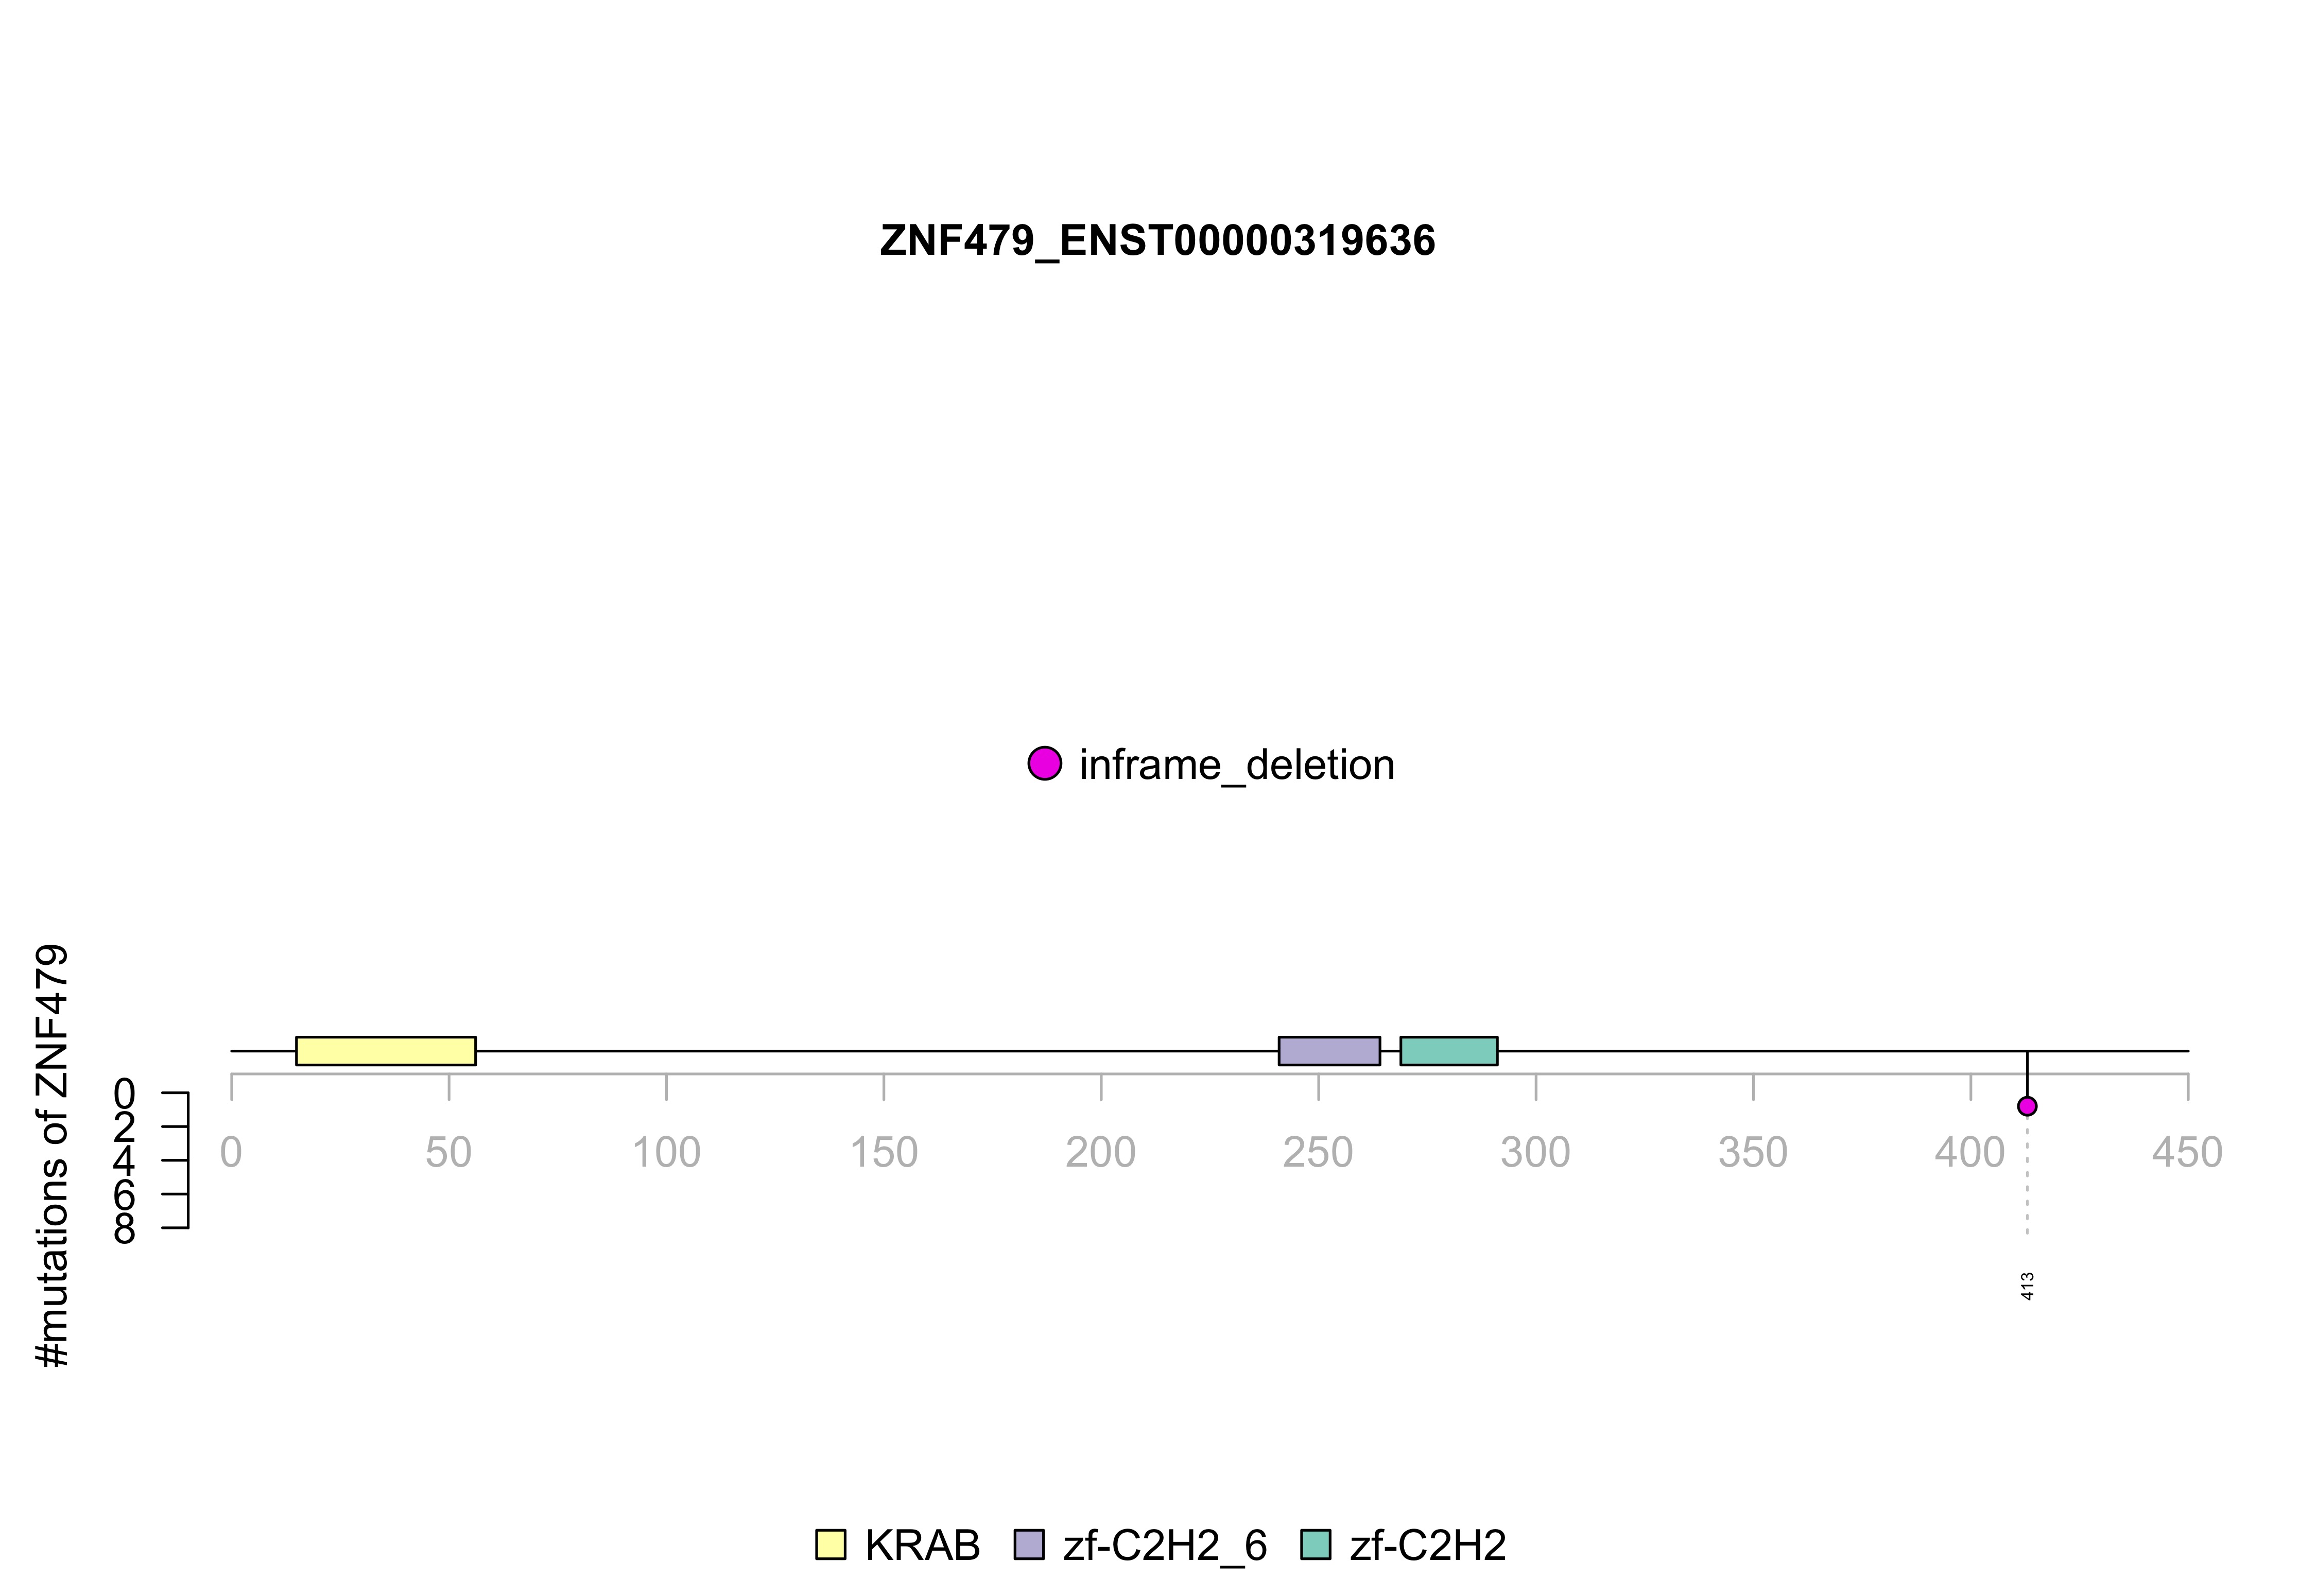 ZNF479_ENST00000319636
inframe_deletion
#mutations of ZNF479
0
2
4
6
8
0 50 100 150 200 250 300 350 400 450
413
KRAB zf-C2H2_6 zf-C2H2